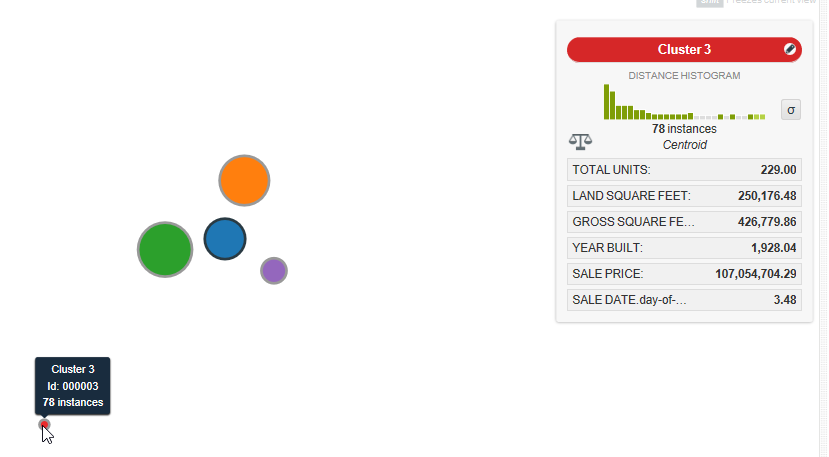 shift Freezes current view
Cluster 3
DISTANCE HISTOGRAM
σ
78 instances
Centroid
TOTAL UNITS: 229.00
LAND SQUARE FEET: 250,176.48
GROSS SQUARE FE... 426,779.86
YEAR BUILT: 1,928.04
SALE PRICE: 107,054,704.29
SALE DATE.day-of-... 3.48
Cluster 3
Id: 000003
78 instances